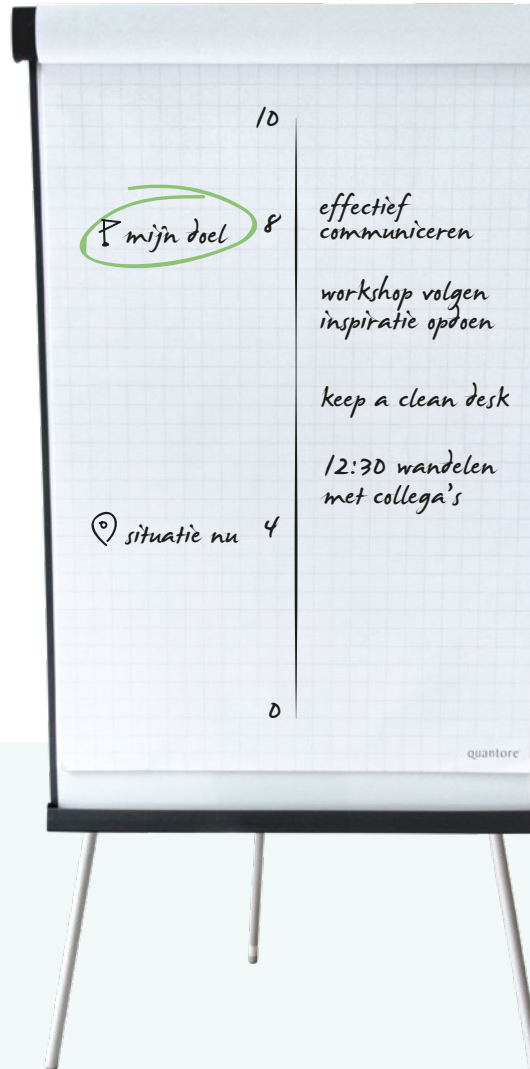 10
mijn doel 8
effectief
communiceren
workshop volgen
inspiratie opdoen
keep a clean desk
12:30 wandelen
met collega's
situatie nu 4
0
quantore